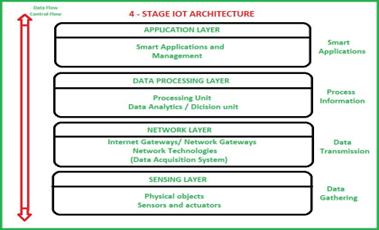 Data Flow
Control Flow
4 - STAGE IOT ARCHITECTURE
APPLICATION LAYER
Smart Applications and
Management
Smart
Applications
DATA PROCESSING LAYER
Processing Unit
Data Analytics / Dicision unit
Process
Information
NETWORK LAYER
Internet Gateways/ Network Gateways
Network Technologies
(Data Acquisition System)
Data
Transmission
SENSING LAYER
Physical objects
Sensors and actuators
Data
Gathering